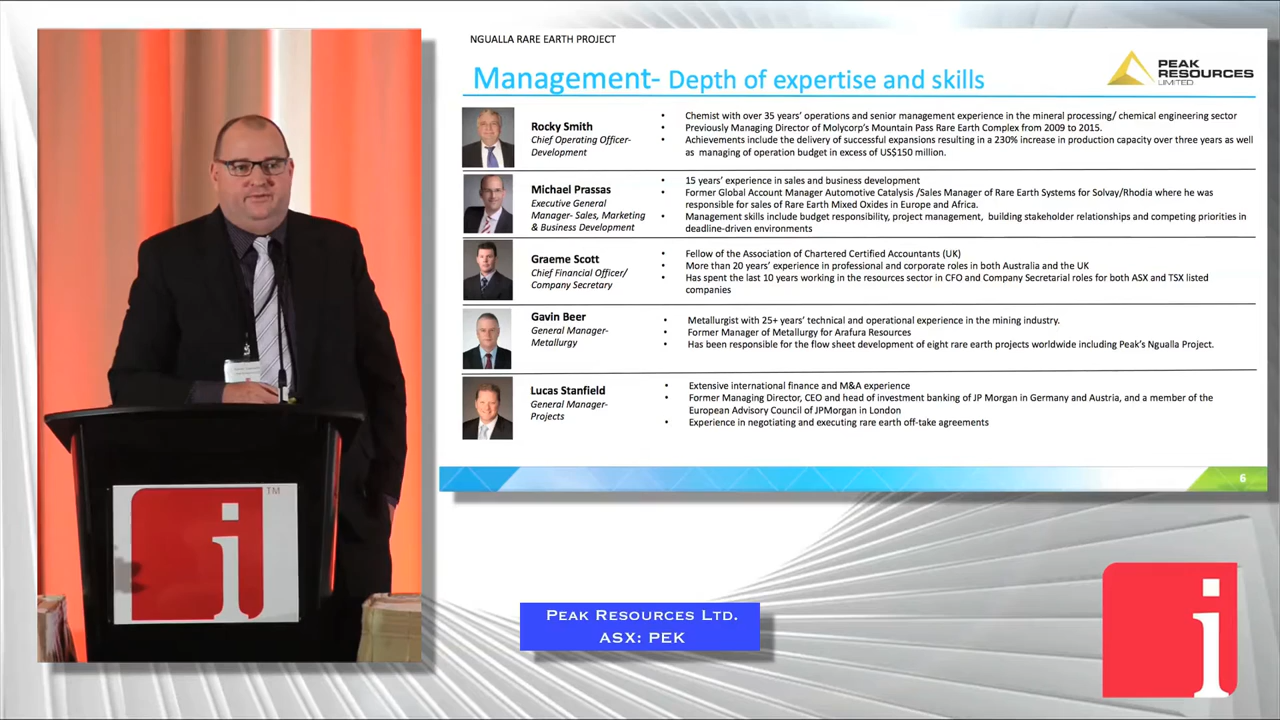 NGUALLA RARE EARTH PROJECT
Management- Depth of expertise and skills
PEAK
RESOURCES
LIMITED
Rocky Smith
Chief Operating Officer-
Development
• Chemist with over 35 years' operations and senior management experience in the mineral processing/ chemical engineering sector
• Previously Managing Director of Molycorp's Mountain Pass Rare Earth Complex from 2009 to 2015.
• Achievements include the delivery of successful expansions resulting in a 230% increase in production capacity over three years as well
as managing of operation budget in excess of US$150 million.
Michael Prassas
Executive General
Manager- Sales, Marketing
& Business Development
• 15 years' experience in sales and business development
• Former Global Account Manager Automotive Catalysis /Sales Manager of Rare Earth Systems for Solvay/Rhodia where he was
responsible for sales of Rare Earth Mixed Oxides in Europe and Africa.
• Management skills include budget responsibility, project management, building stakeholder relationships and competing priorities in
deadline-driven environments
Graeme Scott
Chief Financial Officer/
Company Secretary
• Fellow of the Association of Chartered Certified Accountants (UK)
• More than 20 years' experience in professional and corporate roles in both Australia and the UK
• Has spent the last 10 years working in the resources sector in CFO and Company Secretarial roles for both ASX and TSX listed
companies
Gavin Beer
General Manager-
Metallurgy
• Metallurgist with 25+ years' technical and operational experience in the mining industry.
• Former Manager of Metallurgy for Arafura Resources
• Has been responsible for the flow sheet development of eight rare earth projects worldwide including Peak's Ngualla Project.
Lucas Stanfield
General Manager-
Projects
• Extensive international finance and M&A experience
• Former Managing Director, CEO and head of investment banking of JP Morgan in Germany and Austria, and a member of the
European Advisory Council of JPMorgan in London
• Experience in negotiating and executing rare earth off-take agreements
6
i
TM
PEAK RESOURCES LTD.
ASX: PEK
i